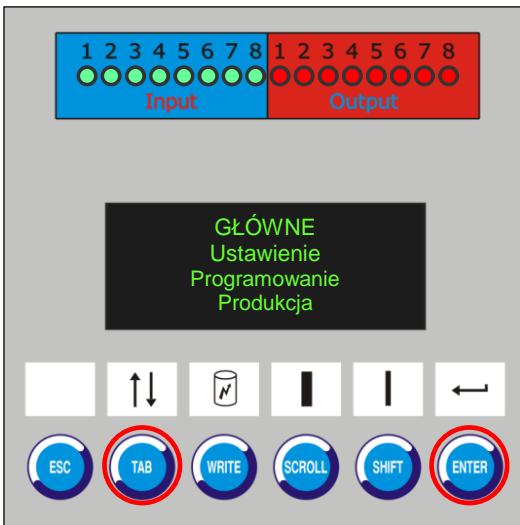 1 2 3 4 5 6 7 8 1 2 3 4 5 6 7 8
Input Output
GŁÓWNE
Ustawienie
Programowanie
Produkcja
ESC TAB WRITE SCROLL SHIFT ENTER